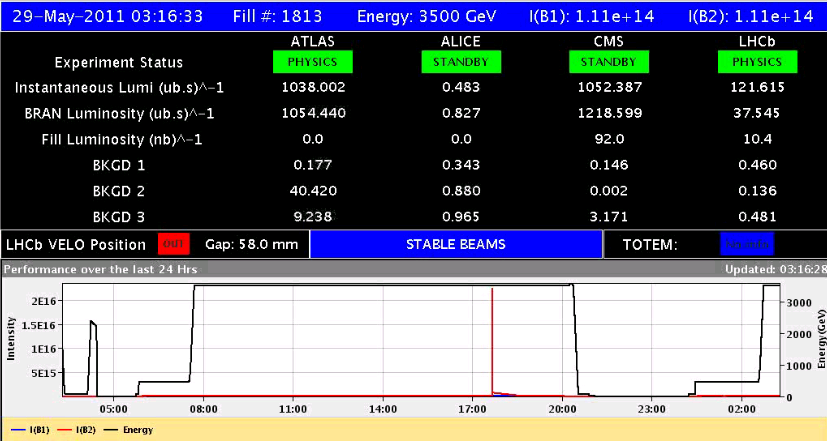 29-May-2011 03:16:33 Fill #: 1813 Energy: 3500 GeV I(B1): 1.11e+14 I(B2): 1.11e+14
ATLAS ALICE CMS LHCb
Experiment Status PHYSICS STANDBY STANDBY PHYSICS
Instantaneous Lumi (ub.s)^-1 1038.002 0.483 1052.387 121.615
BRAN Luminosity (ub.s)^-1 1054.440 0.827 1218.599 37.545
Fill Luminosity (nb)^-1 0.0 0.0 92.0 10.4
BKGD 1 0.177 0.343 0.146 0.460
BKGD 2 40.420 0.880 0.002 0.136
BKGD 3 9.238 0.965 3.171 0.481
LHCb VELO Position OUT Gap: 58.0 mm STABLE BEAMS TOTEM:
Performance over the last 24 Hrs Updated: 03:16:28
2E16 3000
1.5E16 2000
1E16 1000
5E15 0
Intensity
Energy(GeV)
05:00 08:00 11:00 14:00 17:00 20:00 23:00 02:00
I(B1) I(B2) Energy